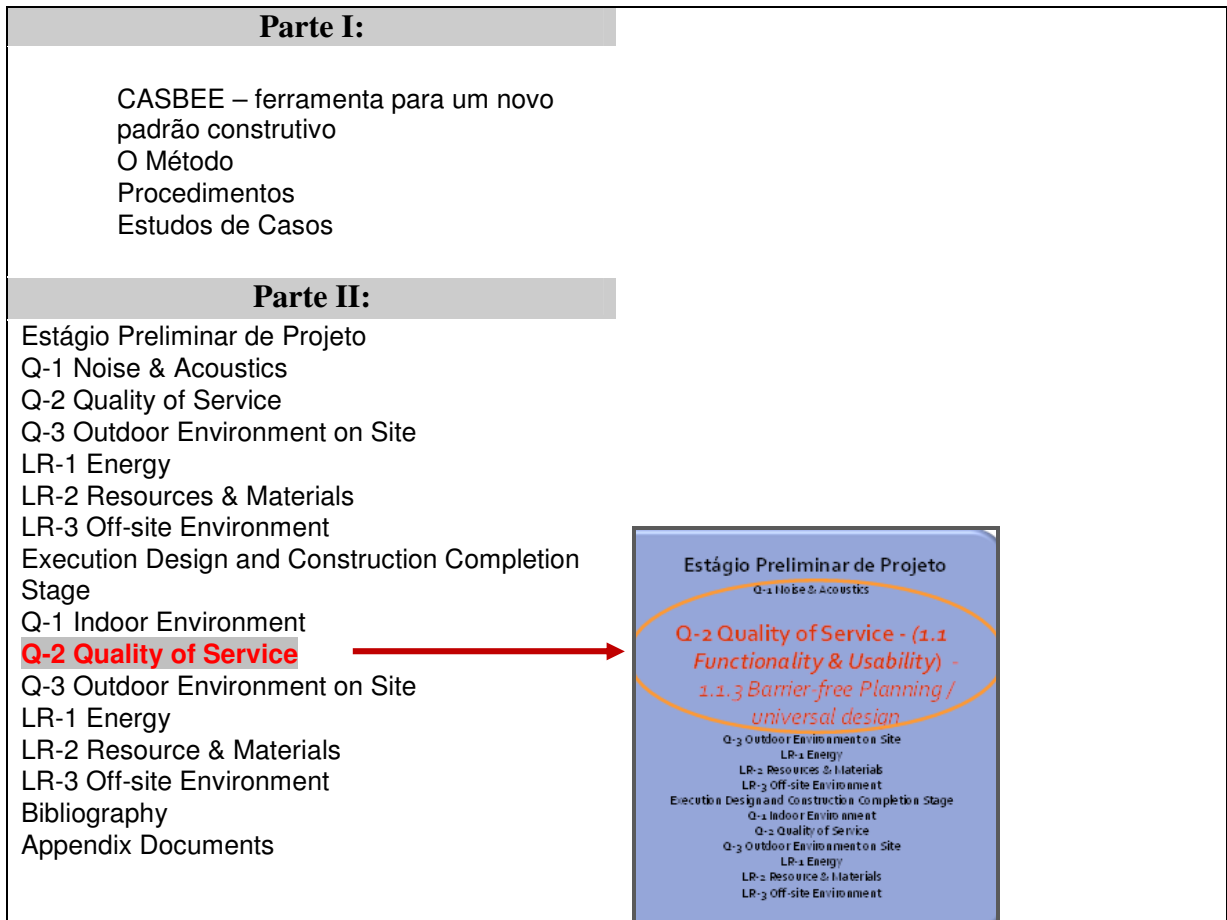 Parte I:
CASBEE – ferramenta para um novo
padrão construtivo
O Método
Procedimentos
Estudos de Casos
Parte II:
Estágio Preliminar de Projeto
Q-1 Noise & Acoustics
Q-2 Quality of Service
Q-3 Outdoor Environment on Site
LR-1 Energy
LR-2 Resources & Materials
LR-3 Off-site Environment
Execution Design and Construction Completion
Stage
Q-1 Indoor Environment
Q-2 Quality of Service
Q-3 Outdoor Environment on Site
LR-1 Energy
LR-2 Resource & Materials
LR-3 Off-site Environment
Bibliography
Appendix Documents
Estágio Preliminar de Projeto
Q-1 Noise & Acoustics
Q-2 Quality of Service - (1.1
Functionality & Usability) -
1.1.3 Barrier-free Planning /
universal design
Q-3 Outdoor Environment on Site
LR-1 Energy
LR-2 Resources & Materials
LR-3 Off-site Environment
Execution Design and Construction Completion Stage
Q-1 Indoor Environment
Q-2 Quality of Service
Q-3 Outdoor Environment on Site
LR-1 Energy
LR-2 Resource & Materials
LR-3 Off-site Environment